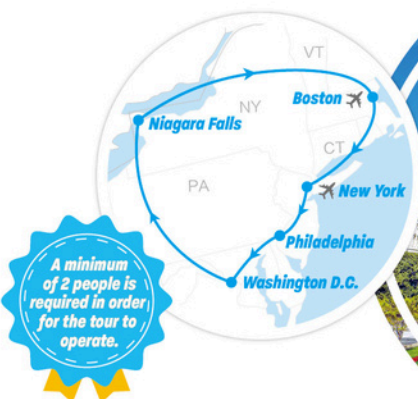 VT
Boston
NY
Niagara Falls
CT
PA
New York
Philadelphia
Washington D.C.
A minimum
of 2 people is
required in order
for the tour to
operate.